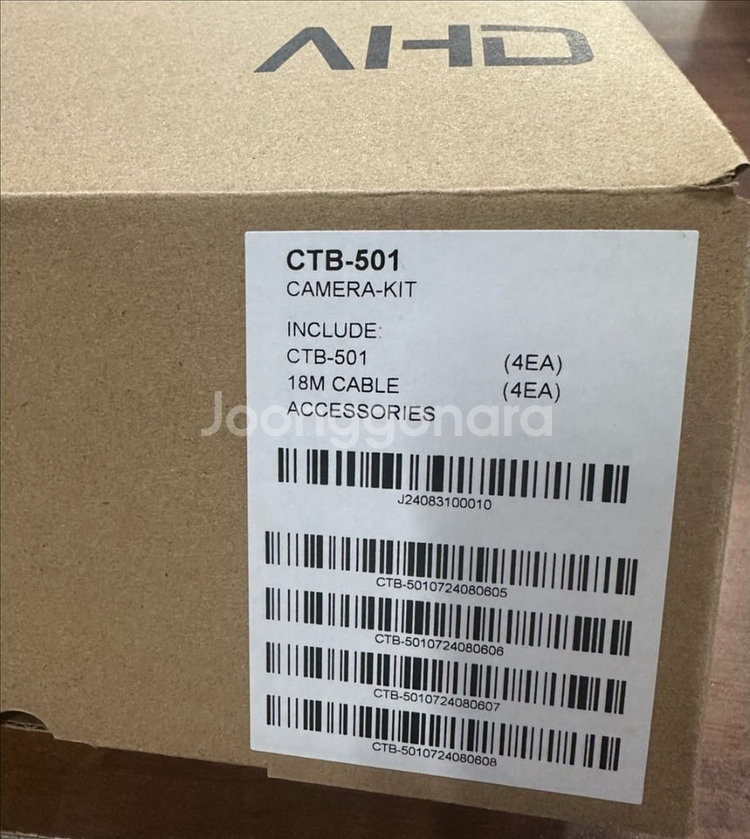 AHD
CTB-501
CAMERA-KIT
INCLUDE:
CTB-501 (4EA)
18M CABLE (4EA)
ACCESSORIES
Joonggonara
J24083100010
CTB-5010724080605
CTB-5010724080606
CTB-5010724080607
CTB-5010724080608